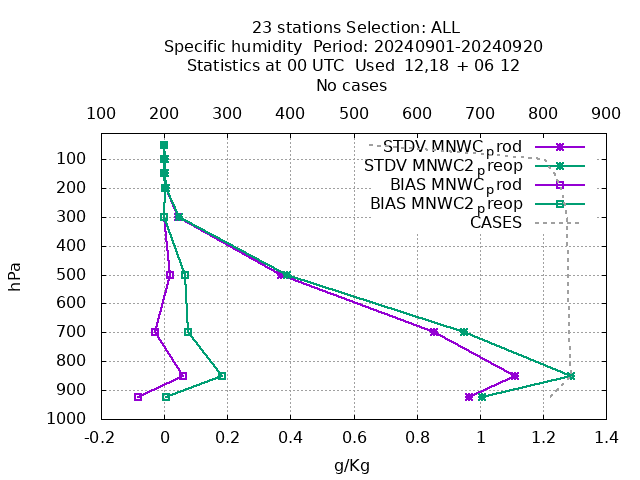 23 stations Selection: ALL
Specific humidity  Period: 20240901-20240920
Statistics at 00 UTC  Used  12,18 + 06 12
No cases
100 200 300 400 500 600 700 800 900
STDV MNWC_prod
STDV MNWC2_preop
BIAS MNWC_prod
BIAS MNWC2_preop
CASES
100
200
300
400
500
600
700
800
900
1000
hPa
-0.2 0 0.2 0.4 0.6 0.8 1 1.2 1.4
g/Kg